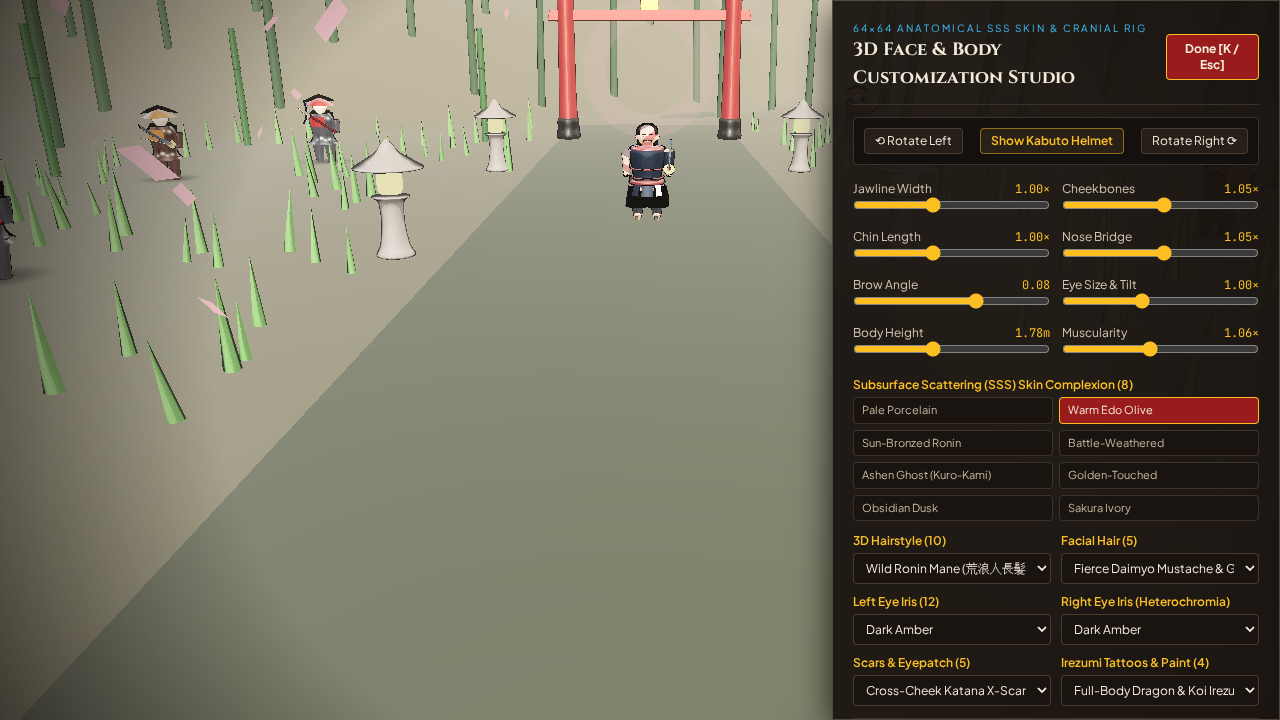 64×64 ANATOMICAL SSS SKIN & CRANIAL RIG
3D Face & Body
Customization Studio
Done [K /
Esc]
⟲ Rotate Left
Show Kabuto Helmet
Rotate Right ⟳
Jawline Width 1.00×
Cheekbones 1.05×
Chin Length 1.00×
Nose Bridge 1.05×
Brow Angle 0.08
Eye Size & Tilt 1.00×
Body Height 1.78m
Muscularity 1.06×
Subsurface Scattering (SSS) Skin Complexion (8)
Pale Porcelain
Warm Edo Olive
Sun-Bronzed Ronin
Battle-Weathered
Ashen Ghost (Kuro-Kami)
Golden-Touched
Obsidian Dusk
Sakura Ivory
3D Hairstyle (10)
Facial Hair (5)
Wild Ronin Mane (荒浪人長髪
Fierce Daimyo Mustache & G
Left Eye Iris (12)
Right Eye Iris (Heterochromia)
Dark Amber
Dark Amber
Scars & Eyepatch (5)
Irezumi Tattoos & Paint (4)
Cross-Cheek Katana X-Scar
Full-Body Dragon & Koi Irezu